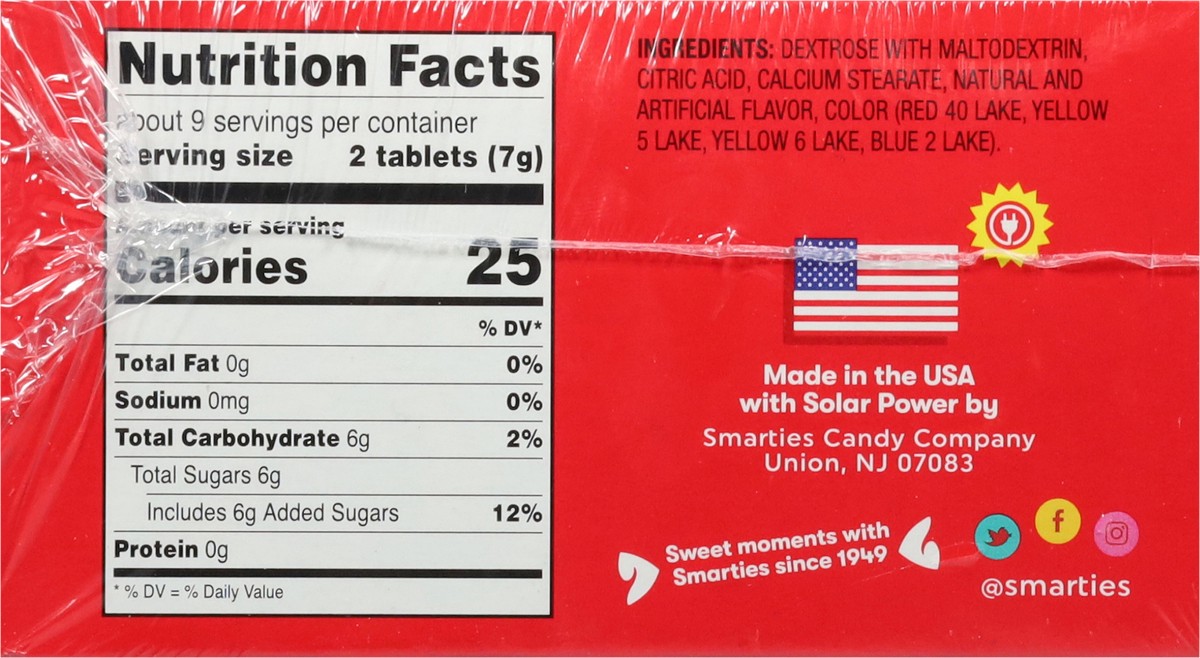 Nutrition Facts
about 9 servings per container
Serving size 2 tablets (7g)
Amount per serving
Calories 25
% DV*
Total Fat 0g 0%
Sodium 0mg 0%
Total Carbohydrate 6g 2%
Total Sugars 6g
Includes 6g Added Sugars 12%
Protein 0g
* % DV = % Daily Value
INGREDIENTS: DEXTROSE WITH MALTODEXTRIN,
CITRIC ACID, CALCIUM STEARATE, NATURAL AND
ARTIFICIAL FLAVOR, COLOR (RED 40 LAKE, YELLOW
5 LAKE, YELLOW 6 LAKE, BLUE 2 LAKE).
Made in the USA
with Solar Power by
Smarties Candy Company
Union, NJ 07083
Sweet moments with
Smarties since 1949
f
@smarties